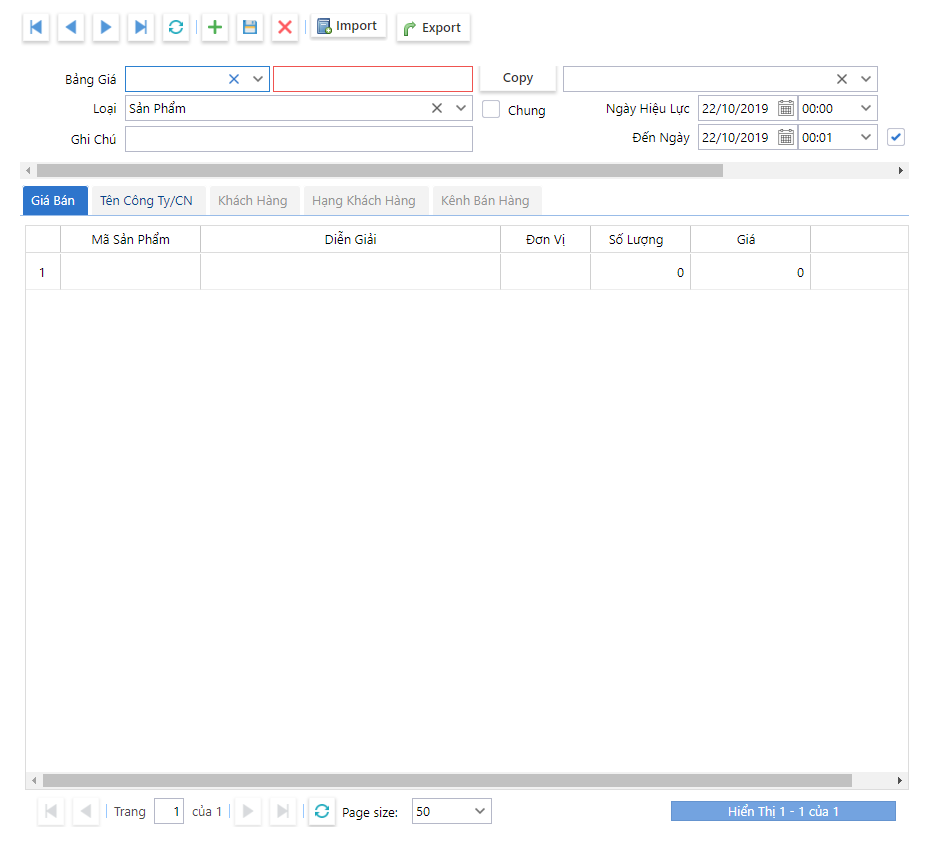 Import Export
Bảng Giá Copy
Loại Sản Phẩm Chung Ngày Hiệu Lực 22/10/2019 00:00
Ghi Chú Đến Ngày 22/10/2019 00:01
Giá Bán Tên Công Ty/CN Khách Hàng Hạng Khách Hàng Kênh Bán Hàng
Mã Sản Phẩm Diễn Giải Đơn Vị Số Lượng Giá
1 0 0
Trang 1 của 1 Page size: 50 Hiển Thị 1 - 1 của 1